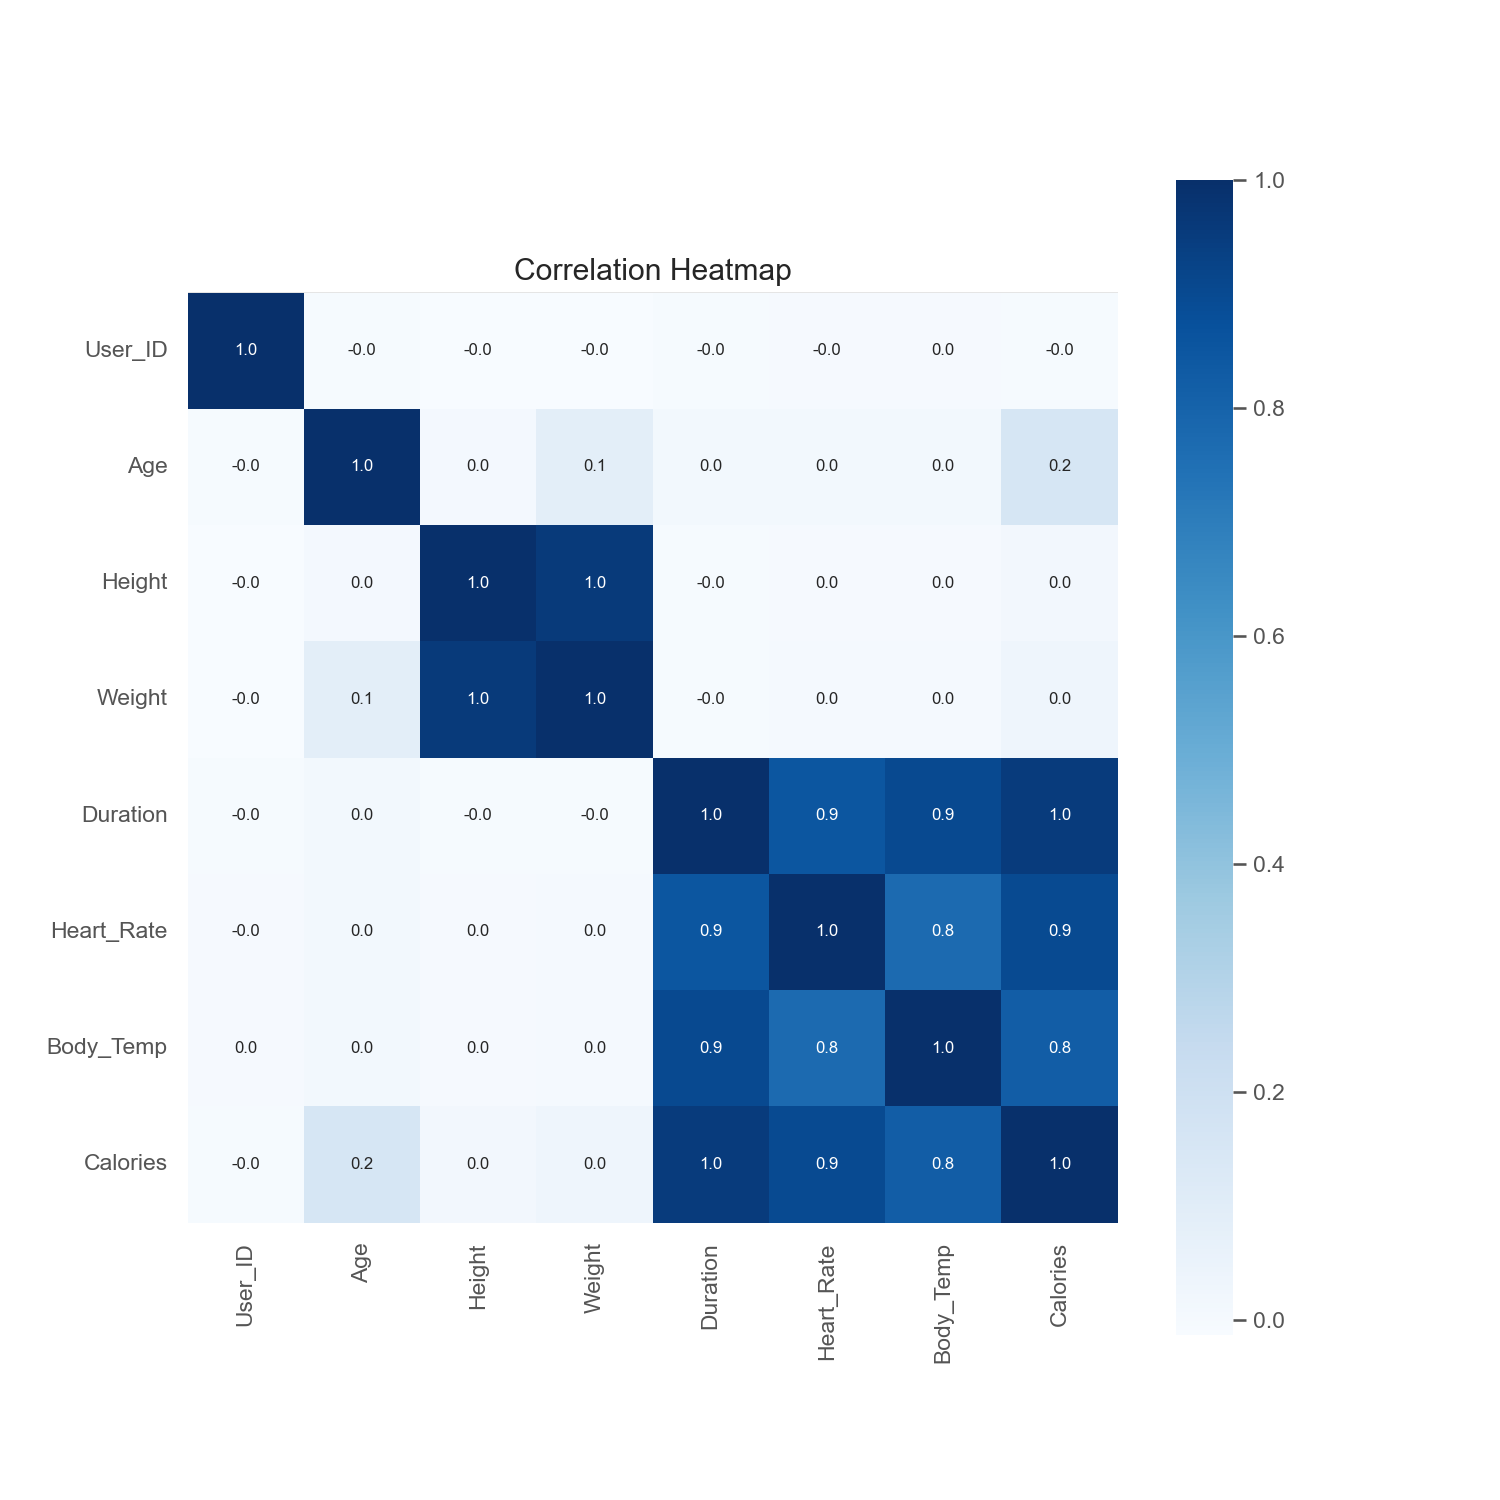 Correlation Heatmap
User_ID 1.0 -0.0 -0.0 -0.0 -0.0 -0.0 0.0 -0.0
Age -0.0 1.0 0.0 0.1 0.0 0.0 0.0 0.2
Height -0.0 0.0 1.0 1.0 -0.0 0.0 0.0 0.0
Weight -0.0 0.1 1.0 1.0 -0.0 0.0 0.0 0.0
Duration -0.0 0.0 -0.0 -0.0 1.0 0.9 0.9 1.0
Heart_Rate -0.0 0.0 0.0 0.0 0.9 1.0 0.8 0.9
Body_Temp 0.0 0.0 0.0 0.0 0.9 0.8 1.0 0.8
Calories -0.0 0.2 0.0 0.0 1.0 0.9 0.8 1.0
User_ID Age Height Weight Duration Heart_Rate Body_Temp Calories
1.0
0.8
0.6
0.4
0.2
0.0